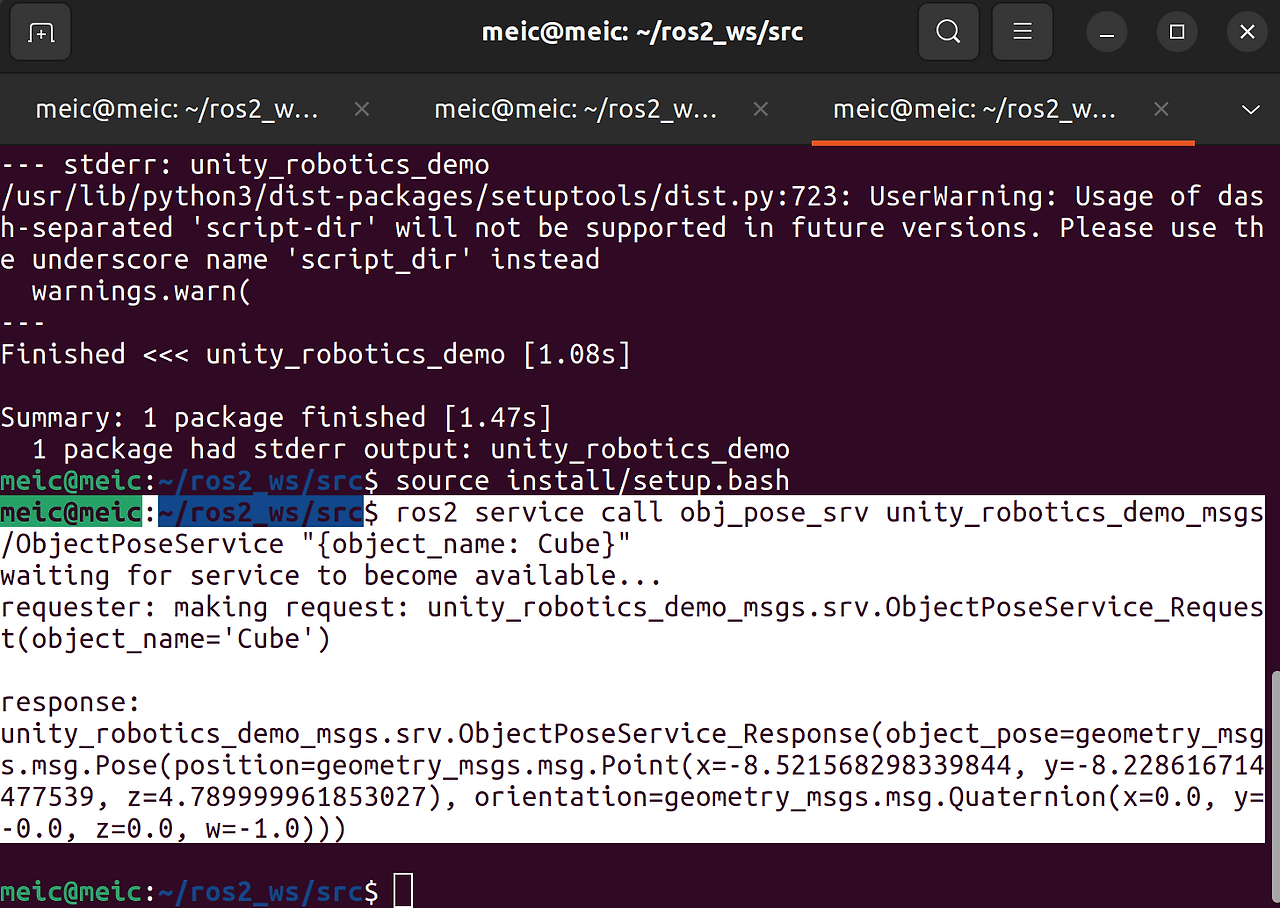 meic@meic: ~/ros2_ws/src
meic@meic: ~/ros2_w...
meic@meic: ~/ros2_w...
meic@meic: ~/ros2_w...
--- stderr: unity_robotics_demo
/usr/lib/python3/dist-packages/setuptools/dist.py:723: UserWarning: Usage of das
h-separated 'script-dir' will not be supported in future versions. Please use th
e underscore name 'script_dir' instead
  warnings.warn(
---
Finished <<< unity_robotics_demo [1.08s]

Summary: 1 package finished [1.47s]
  1 package had stderr output: unity_robotics_demo
meic@meic:~/ros2_ws/src$ source install/setup.bash
meic@meic:~/ros2_ws/src$ ros2 service call obj_pose_srv unity_robotics_demo_msgs
/ObjectPoseService "{object_name: Cube}"
waiting for service to become available...
requester: making request: unity_robotics_demo_msgs.srv.ObjectPoseService_Reques
t(object_name='Cube')

response:
unity_robotics_demo_msgs.srv.ObjectPoseService_Response(object_pose=geometry_msg
s.msg.Pose(position=geometry_msgs.msg.Point(x=-8.521568298339844, y=-8.228616714
477539, z=4.789999961853027), orientation=geometry_msgs.msg.Quaternion(x=0.0, y=
-0.0, z=0.0, w=-1.0)))

meic@meic:~/ros2_ws/src$